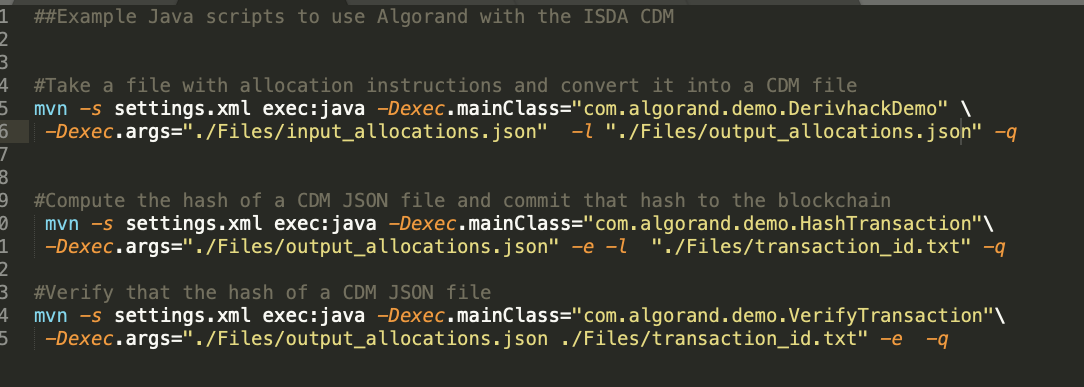 1 ##Example Java scripts to use Algorand with the ISDA CDM
2
3
4 #Take a file with allocation instructions and convert it into a CDM file
5 mvn -s settings.xml exec:java -Dexec.mainClass="com.algorand.demo.DerivhackDemo" \
6 -Dexec.args="./Files/input_allocations.json"  -l "./Files/output_allocations.json" -q
7
8
9 #Compute the hash of a CDM JSON file and commit that hash to the blockchain
0 mvn -s settings.xml exec:java -Dexec.mainClass="com.algorand.demo.HashTransaction"\
1 -Dexec.args="./Files/output_allocations.json" -e -l  "./Files/transaction_id.txt" -q
2
3 #Verify that the hash of a CDM JSON file
4 mvn -s settings.xml exec:java -Dexec.mainClass="com.algorand.demo.VerifyTransaction"\
5 -Dexec.args="./Files/output_allocations.json ./Files/transaction_id.txt" -e  -q